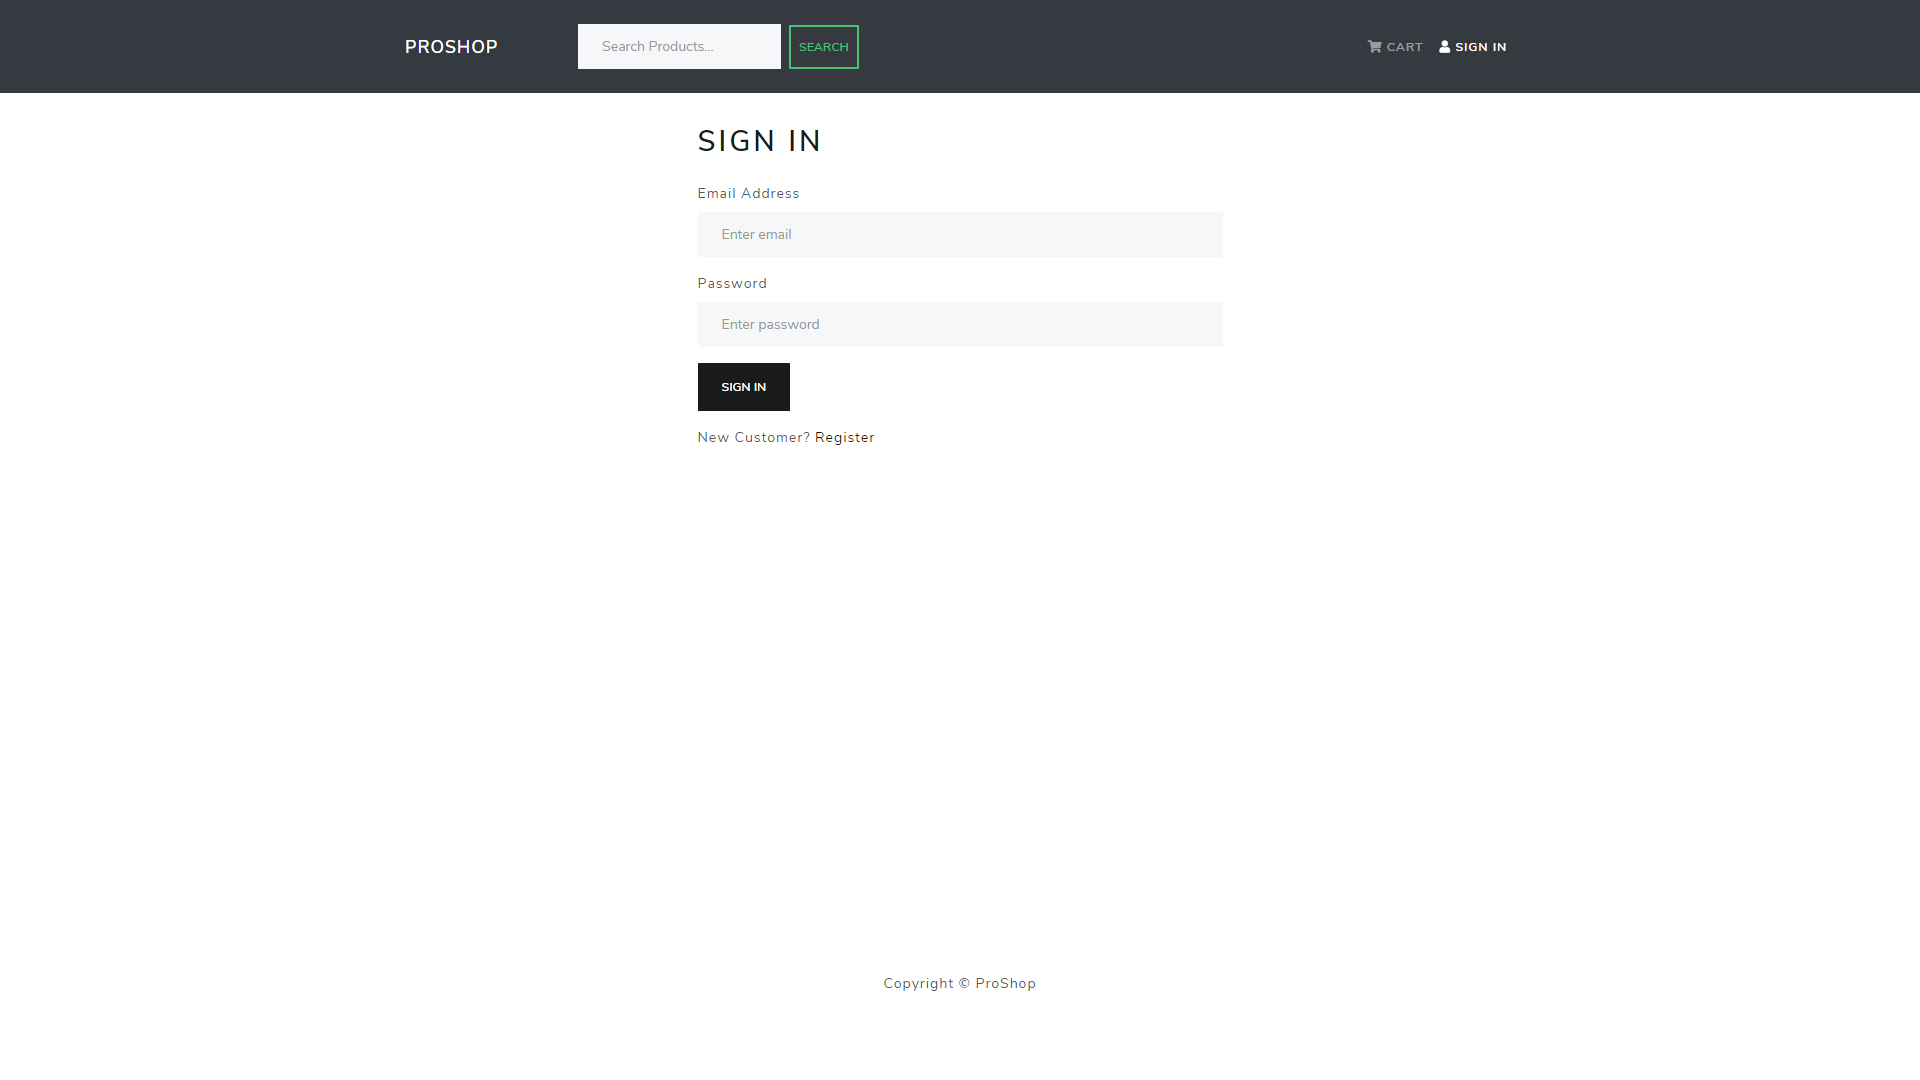 PROSHOP
Search Products...
SEARCH
CART
SIGN IN
SIGN IN
Email Address
Enter email
Password
Enter password
SIGN IN
New Customer? Register
Copyright © ProShop